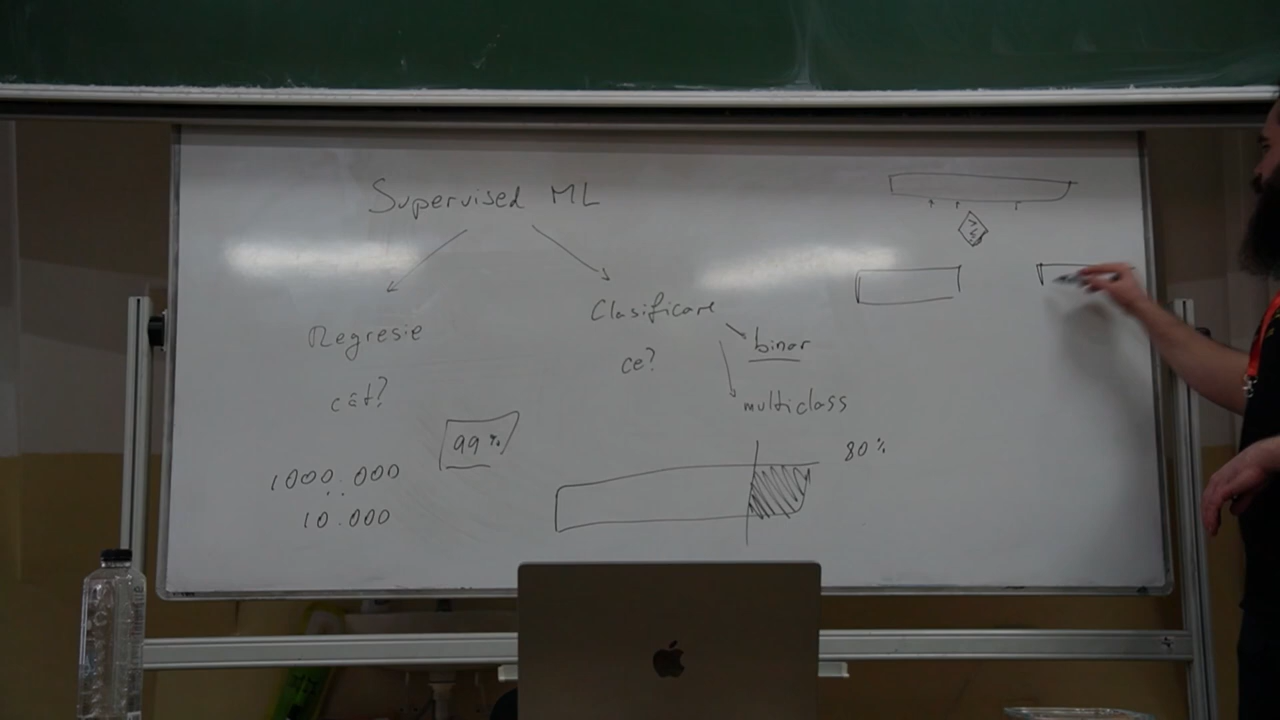 Supervised ML
Regresie
cât?
1000.000
10.000
99%
Clasificare
ce?
binar
multiclass
80%